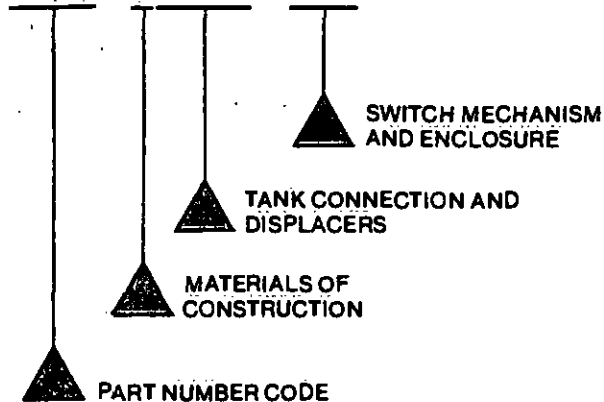 SWITCH MECHANISM
AND ENCLOSURE
TANK CONNECTION AND
DISPLACERS
MATERIALS OF
CONSTRUCTION
PART NUMBER CODE